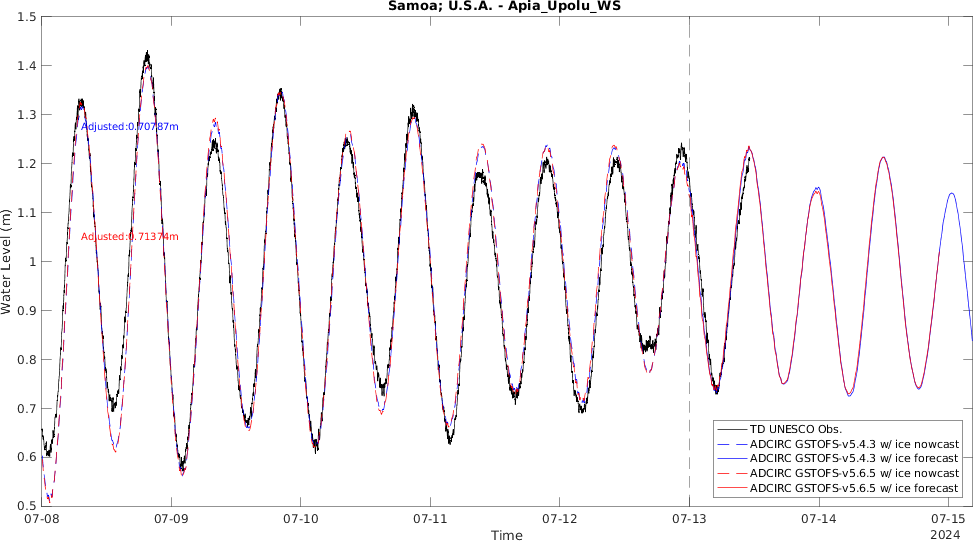 Samoa; U.S.A. - Apia_Upolu_WS
1.5
1.4
1.3
1.2
1.1
1
0.9
0.8
0.7
0.6
0.5
Water Level (m)
Adjusted:0.70787m
Adjusted:0.71374m
TD UNESCO Obs.
ADCIRC GSTOFS-v5.4.3 w/ ice nowcast
ADCIRC GSTOFS-v5.4.3 w/ ice forecast
ADCIRC GSTOFS-v5.6.5 w/ ice nowcast
ADCIRC GSTOFS-v5.6.5 w/ ice forecast
07-08 07-09 07-10 07-11 07-12 07-13 07-14 07-15
Time
2024